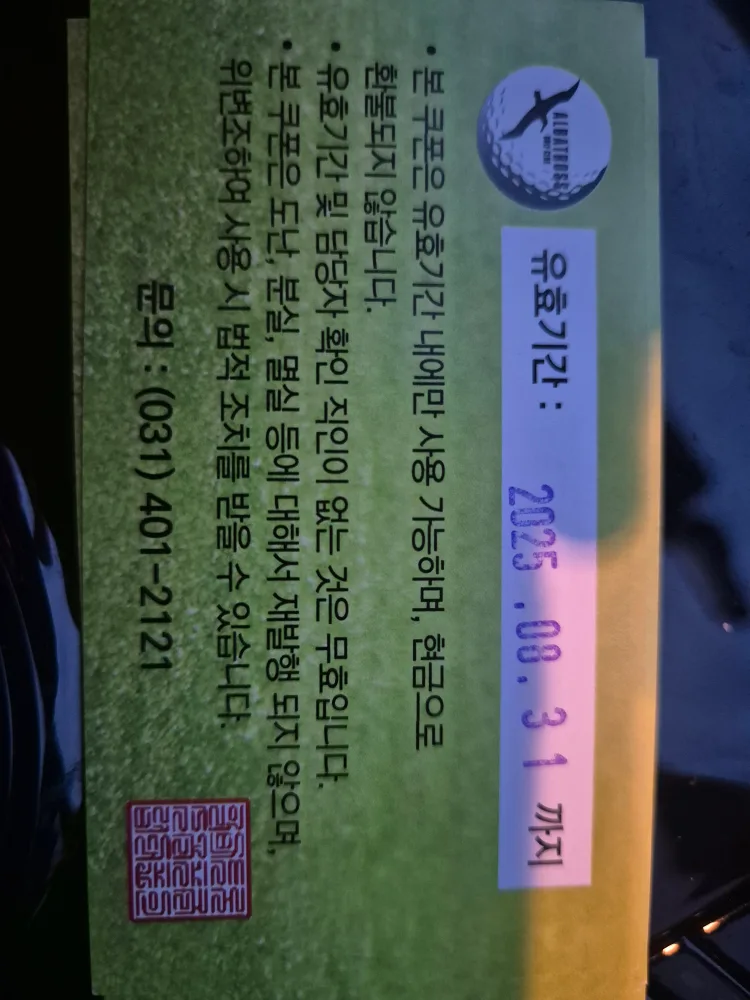 ALBATROSS
유효기간 : 2025 .08. 31 까지
• 본 쿠폰은 유효기간 내에만 사용 가능하며, 현금으로
환불되지 않습니다.
• 유효기간 및 담당자 확인 직인이 없는 것은 무효입니다.
• 본 쿠폰은 도난, 분실, 멸실 등에 대해서 재발행 되지 않으며,
위변조하여 사용 시 법적 조치를 받을 수 있습니다.
문의 : (031) 401-2121